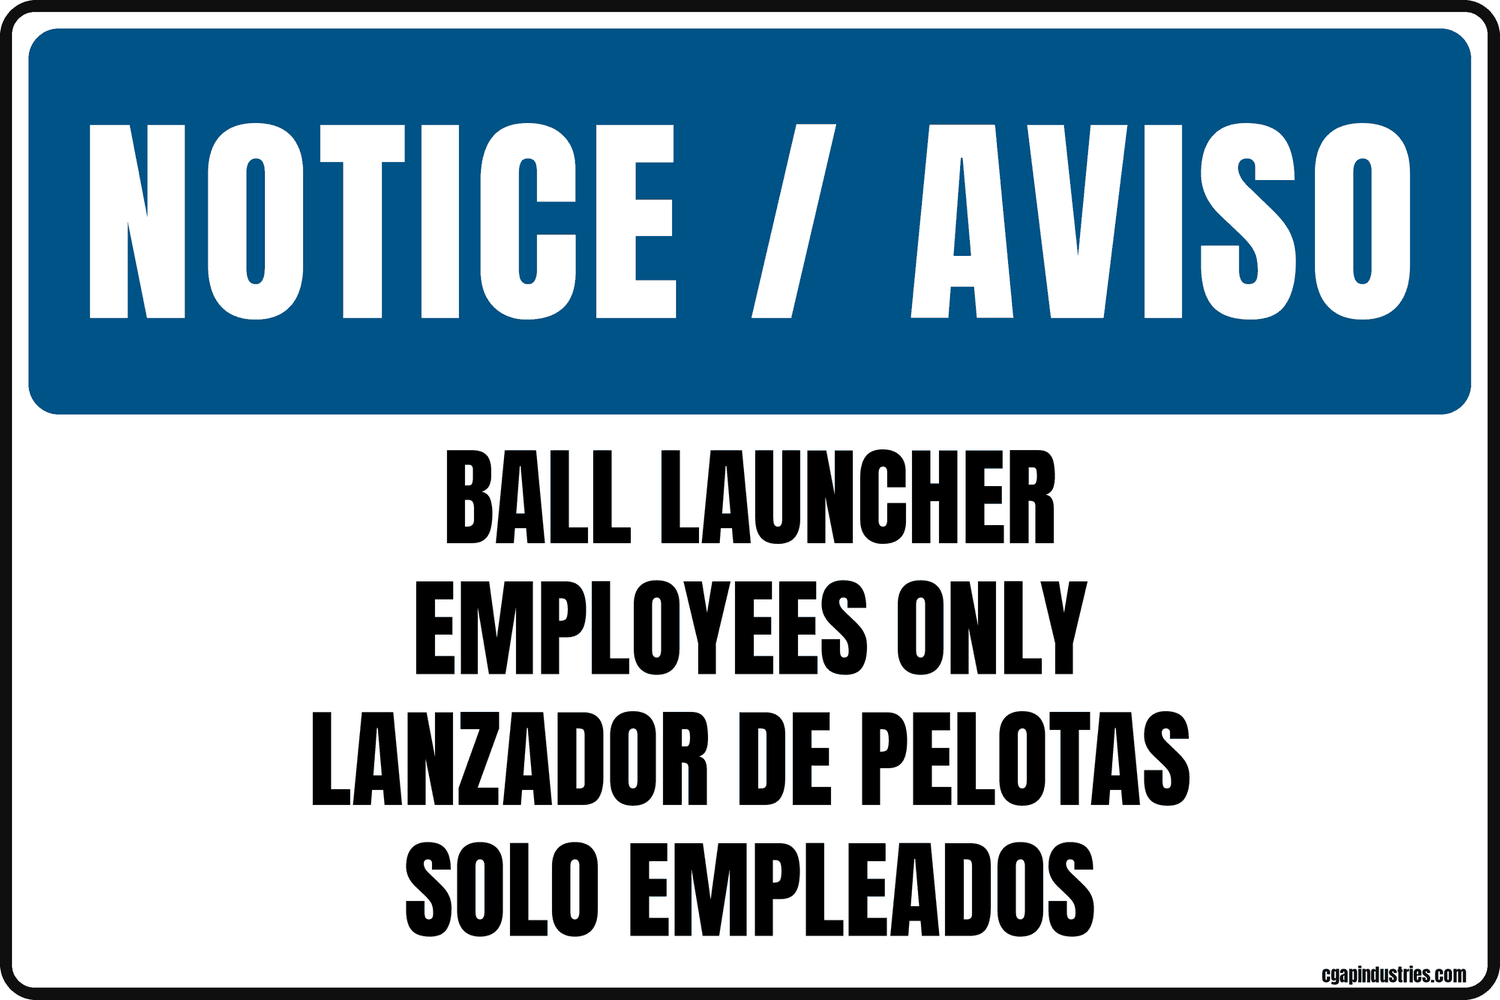 NOTICE / AVISO
BALL LAUNCHER
EMPLOYEES ONLY
LANZADOR DE PELOTAS
SOLO EMPLEADOS
cgapindustries.com